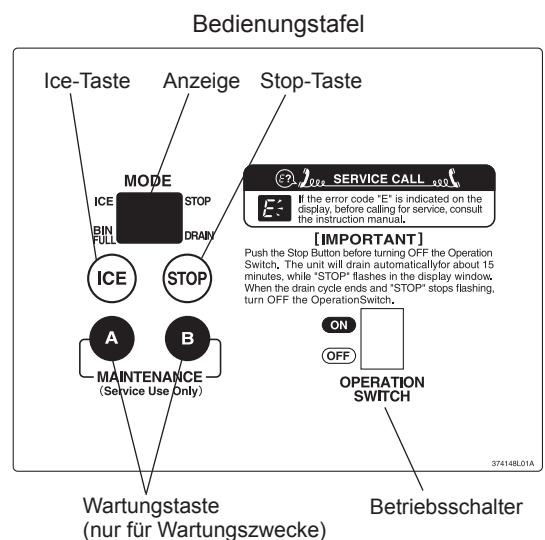 Bedienungstafel
Ice-Taste
Anzeige
Stop-Taste
MODE
ICE
STOP
BIN
FULL
DRAIN
ICE
STOP
A
B
MAINTENANCE
(Service Use Only)
E? SERVICE CALL
E
If the error code "E" is indicated on the
display, before calling for service, consult
the instruction manual.
[IMPORTANT]
Push the Stop Button before turning OFF the Operation
Switch. The unit will drain automaticallyfor about 15
minutes, while "STOP" flashes in the display window.
When the drain cycle ends and "STOP" stops flashing,
turn OFF the OperationSwitch.
ON
OFF
OPERATION
SWITCH
374148L01A
Wartungstaste
(nur für Wartungszwecke)
Betriebsschalter